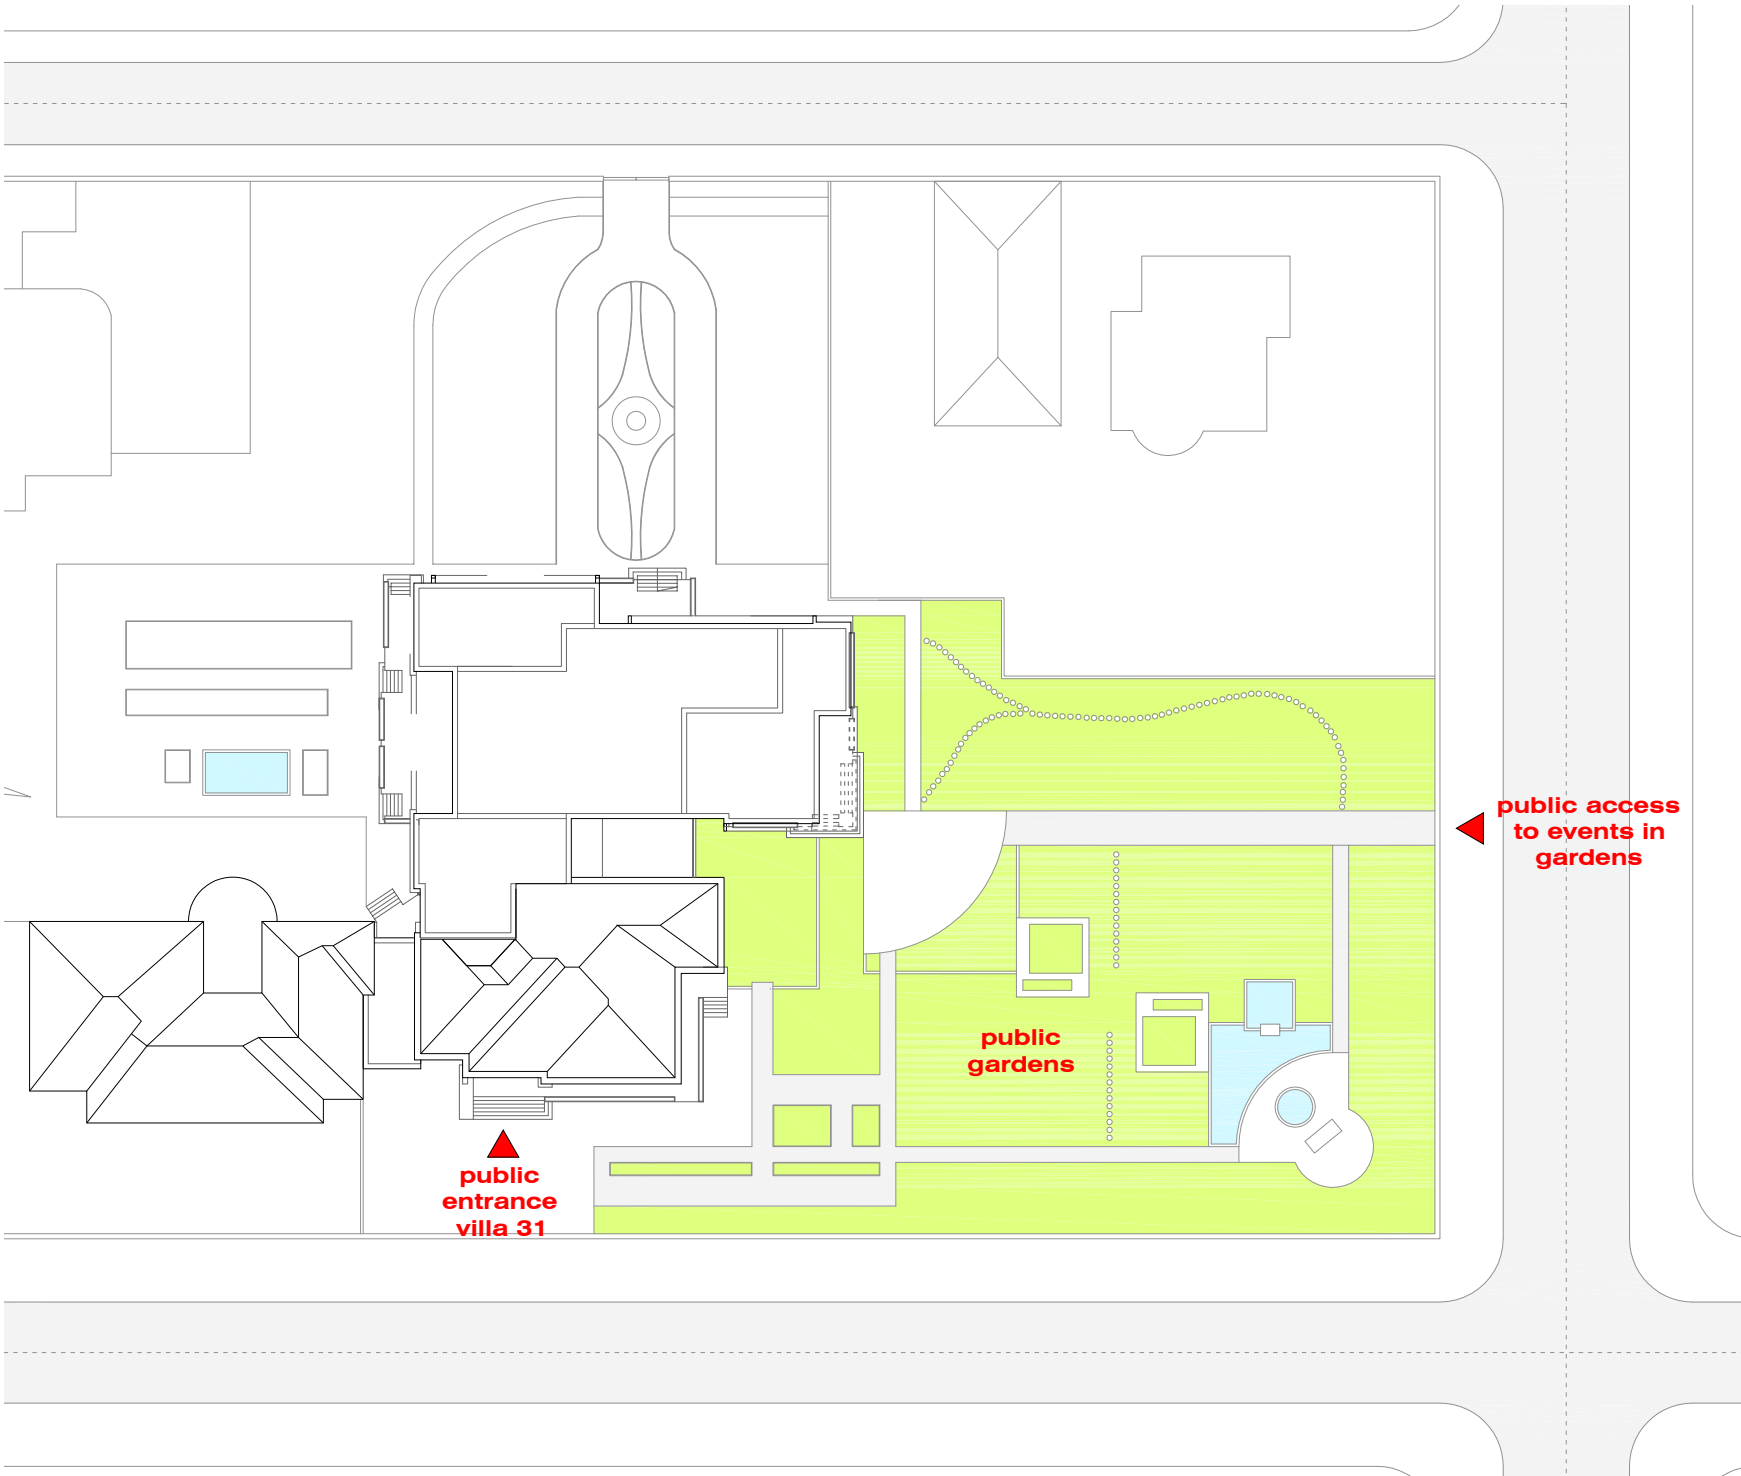 public access
to events in
gardens
public
gardens
public
entrance
villa 31